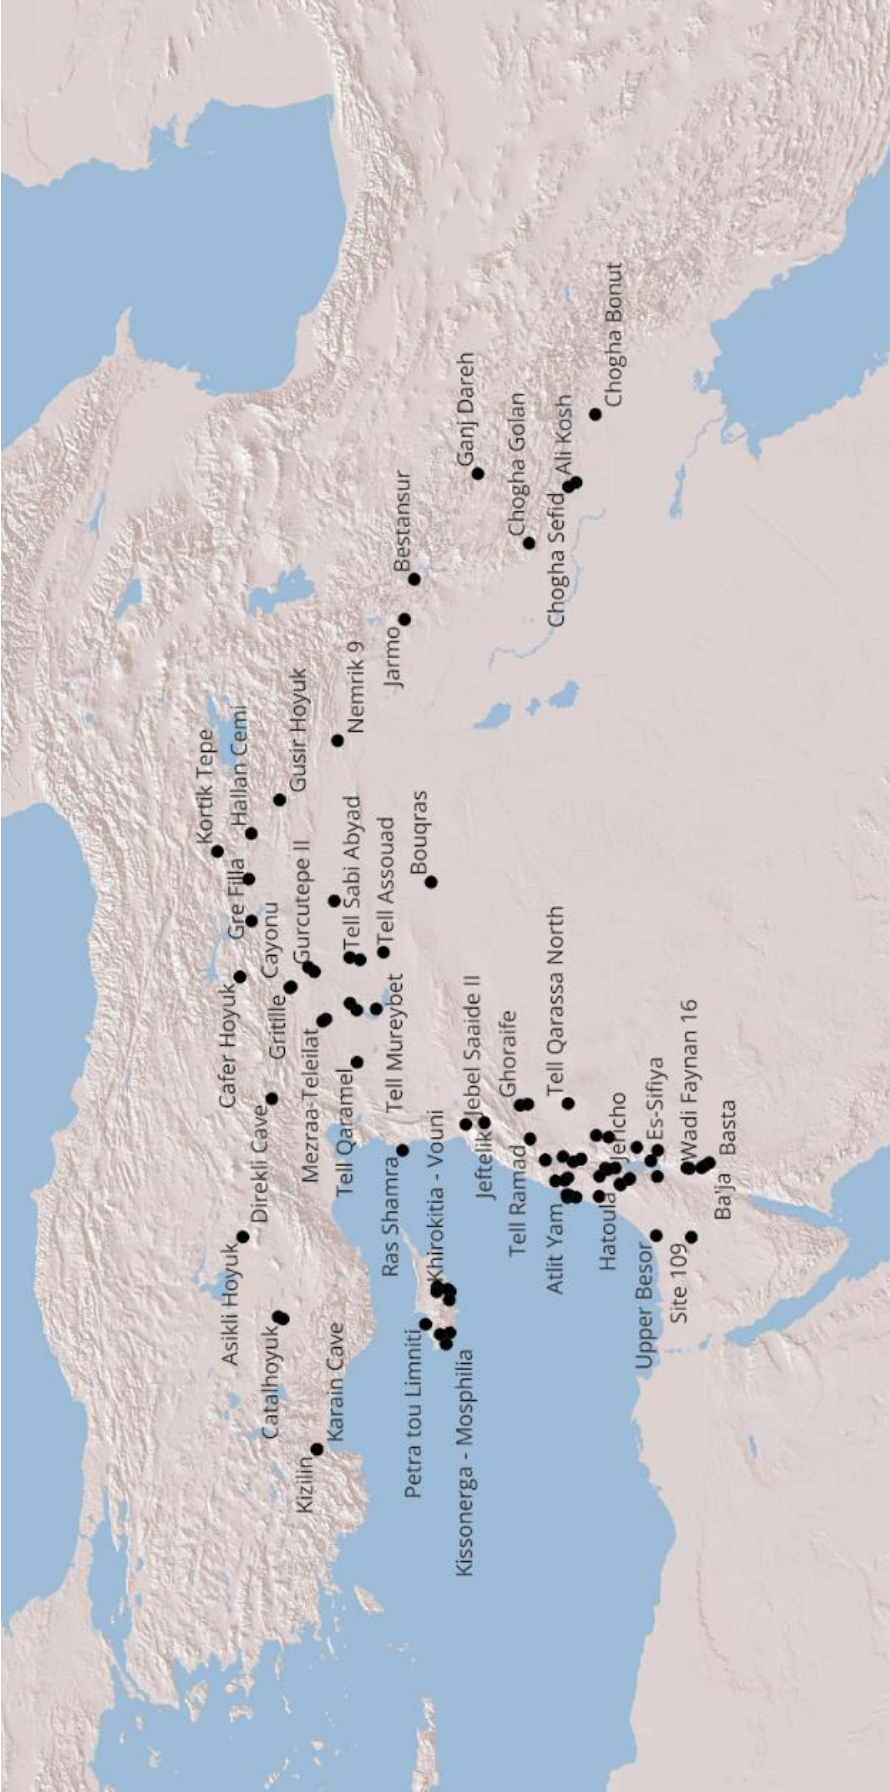 Kortik Tepe
Hallan Cemi
Gre Filla
Cafer Hoyuk
Cayonu
Gusir Hoyuk
Asikli Hoyuk
Direkli Cave
Gritille
Gurcutepe II
Catalhoyuk
Nemrik 9
Kizilin
Karain Cave
Mezraa-Teleilat
Tell Sabi Abyad
Tell Qaramel
Tell Assouad
Tell Mureybet
Jarmo
Bestansur
Ras Shamra
Bouqras
Petra tou Limniti
Khirokitia - Vouni
Kissonerga - Mosphilia
Ganj Dareh
Jebel Saaide II
Jeftelik
Ghoraife
Chogha Golan
Tell Ramad
Tell Qarassa North
Chogha Sefid
Ali Kosh
Atlit Yam
Chogha Bonut
Hatoula
Jericho
Upper Besor
Es-Sifiya
Site 109
Wadi Faynan 16
Ba'ja
Basta